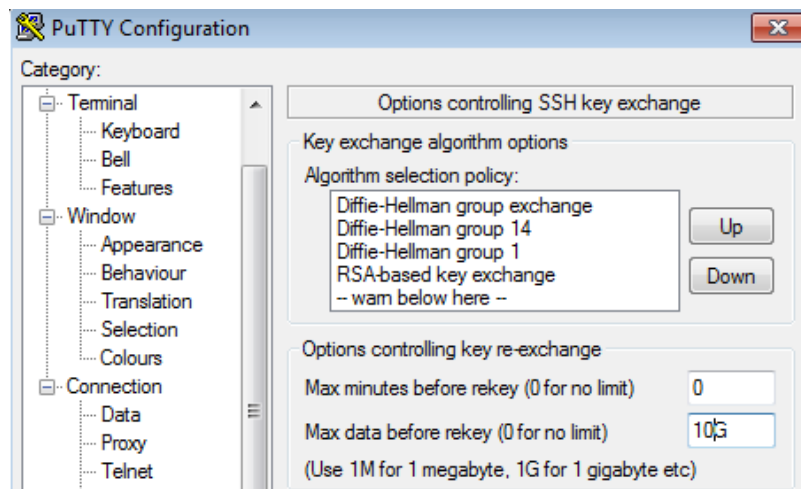 PuTTY Configuration
Category:
Terminal
Keyboard
Bell
Features
Window
Appearance
Behaviour
Translation
Selection
Colours
Connection
Data
Proxy
Telnet
Options controlling SSH key exchange
Key exchange algorithm options
Algorithm selection policy:
Diffie-Hellman group exchange
Diffie-Hellman group 14
Diffie-Hellman group 1
RSA-based key exchange
-- warn below here --
Up
Down
Options controlling key re-exchange
Max minutes before rekey (0 for no limit) 0
Max data before rekey (0 for no limit) 10G
(Use 1M for 1 megabyte, 1G for 1 gigabyte etc)